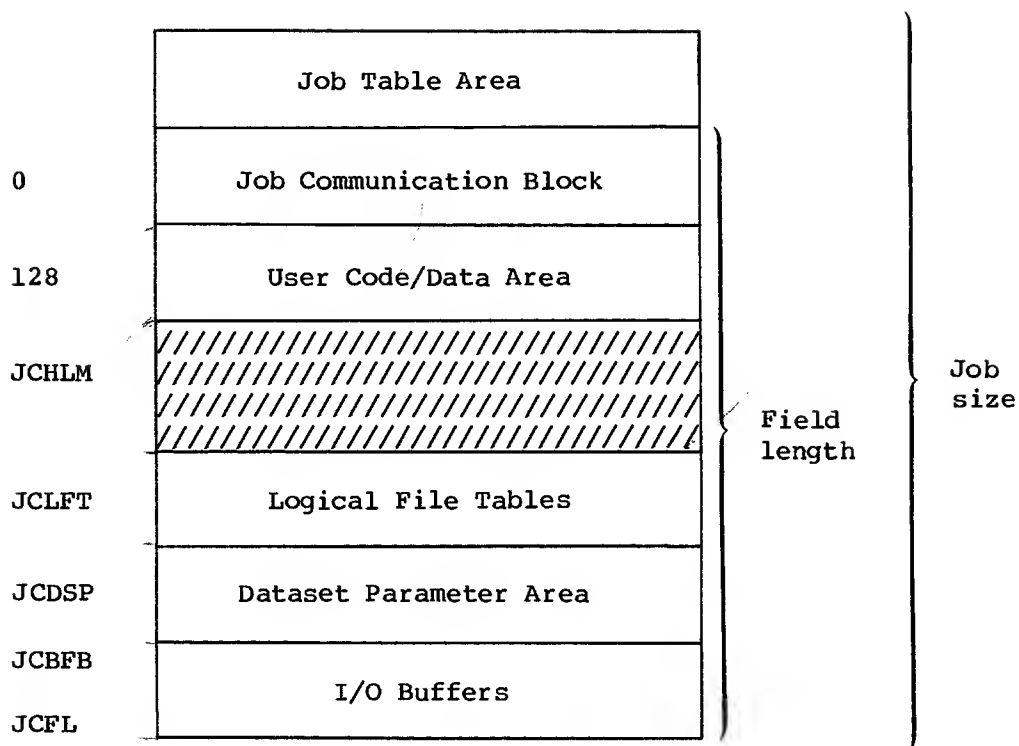 Job Table Area
0 Job Communication Block
128 User Code/Data Area
JCHLM
JCLFT Logical File Tables
JCDSP Dataset Parameter Area
JCBFB
I/O Buffers
JCFL
Field
length
Job
size